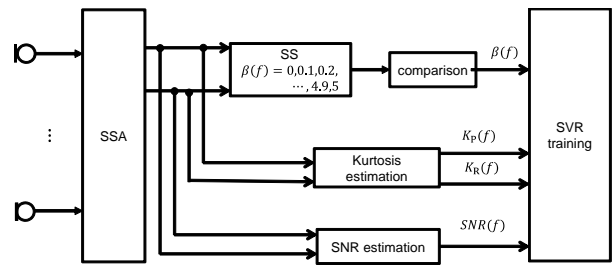 SSA
⋮
SS
β(f) = 0,0.1,0.2,
⋯,4.9,5
comparison
β(f)
Kurtosis
estimation
K_P(f)
K_R(f)
SNR estimation
SNR(f)
SVR
training